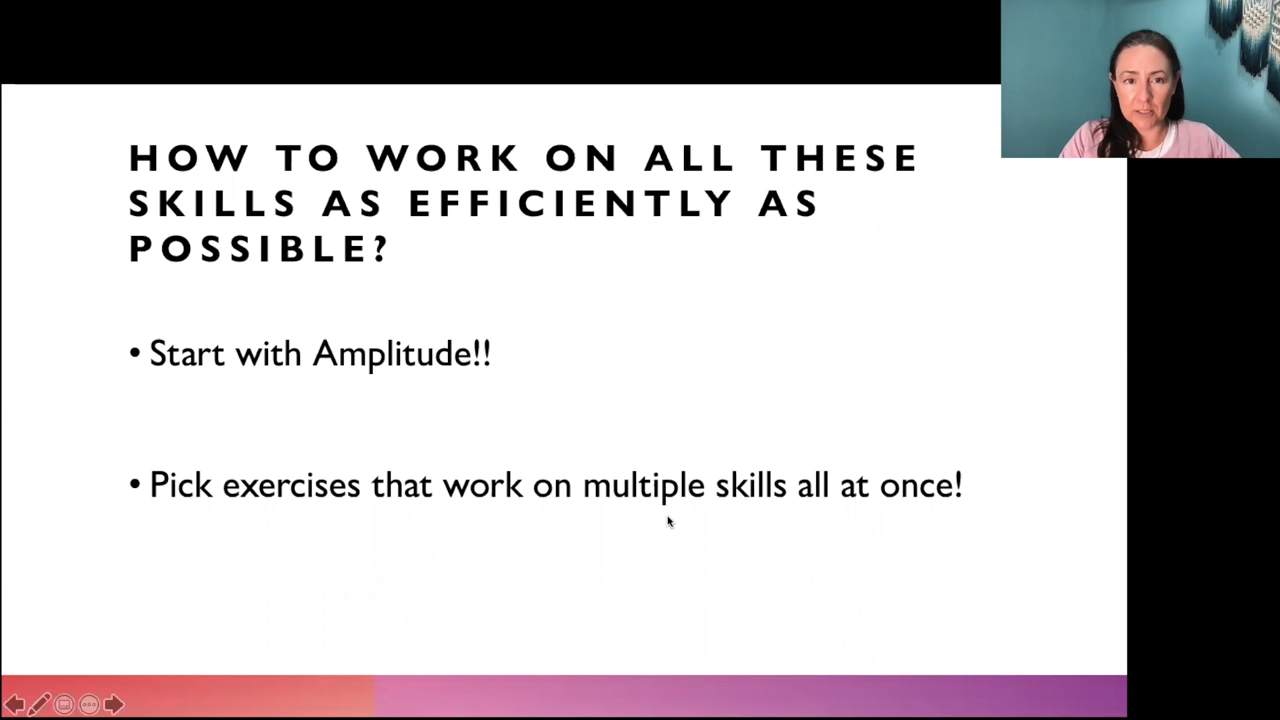 HOW TO WORK ON ALL THESE
SKILLS AS EFFICIENTLY AS
POSSIBLE?
• Start with Amplitude!!
• Pick exercises that work on multiple skills all at once!